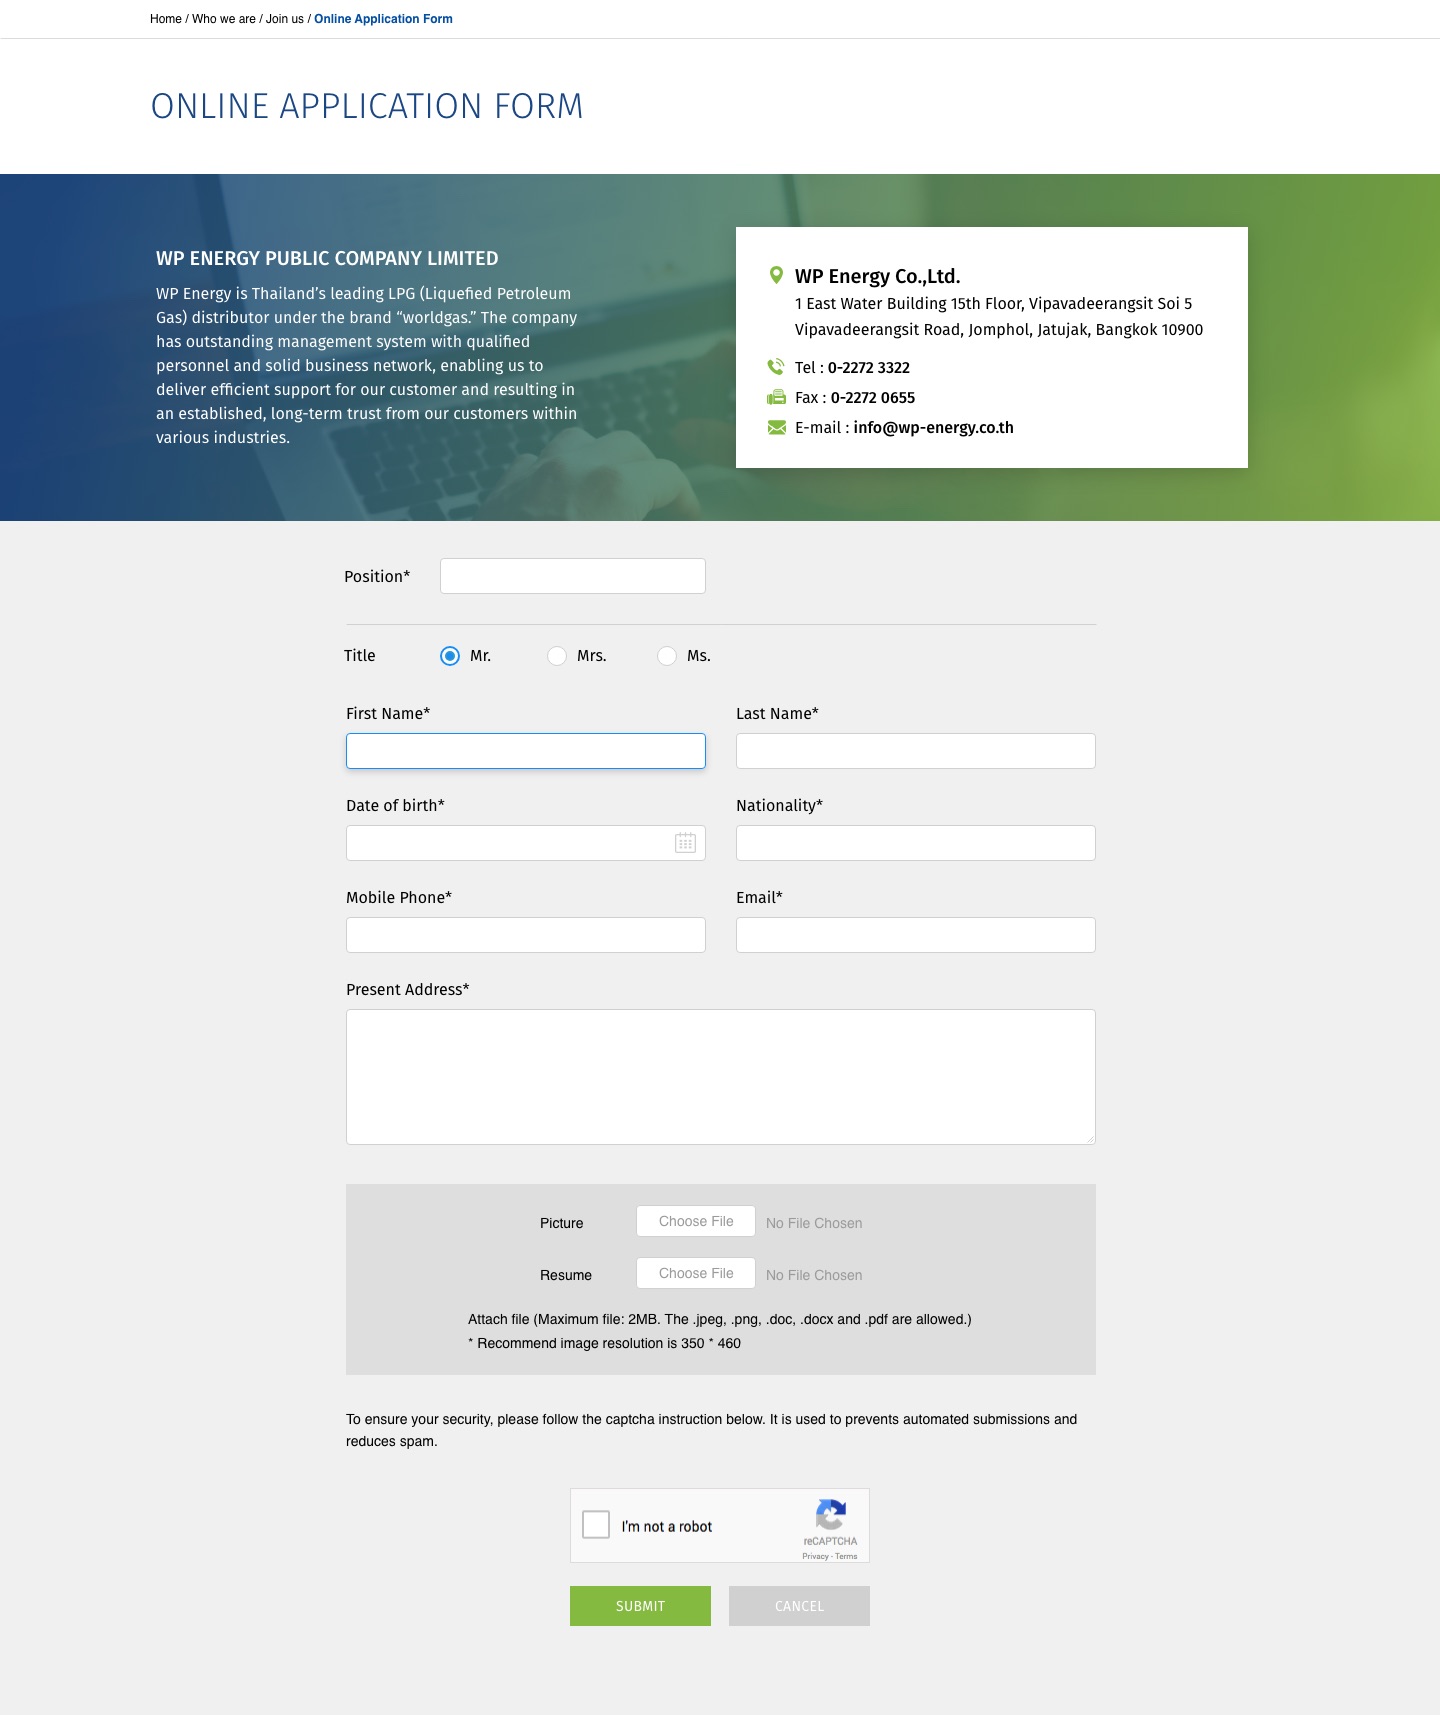 Home / Who we are / Join us / Online Application Form
ONLINE APPLICATION FORM
WP ENERGY PUBLIC COMPANY LIMITED
WP Energy is Thailand’s leading LPG (Liquefied Petroleum
Gas) distributor under the brand “worldgas.” The company
has outstanding management system with qualified
personnel and solid business network, enabling us to
deliver efficient support for our customer and resulting in
an established, long-term trust from our customers within
various industries.
WP Energy Co.,Ltd.
1 East Water Building 15th Floor, Vipavadeerangsit Soi 5
Vipavadeerangsit Road, Jomphol, Jatujak, Bangkok 10900
Tel : 0-2272 3322
Fax : 0-2272 0655
E-mail : info@wp-energy.co.th
Position*
Title Mr. Mrs. Ms.
First Name* Last Name*
Date of birth* Nationality*
Mobile Phone* Email*
Present Address*
Picture Choose File No File Chosen
Resume Choose File No File Chosen
Attach file (Maximum file: 2MB. The .jpeg, .png, .doc, .docx and .pdf are allowed.)
* Recommend image resolution is 350 * 460
To ensure your security, please follow the captcha instruction below. It is used to prevents automated submissions and
reduces spam.
I'm not a robot
reCAPTCHA
Privacy - Terms
SUBMIT CANCEL